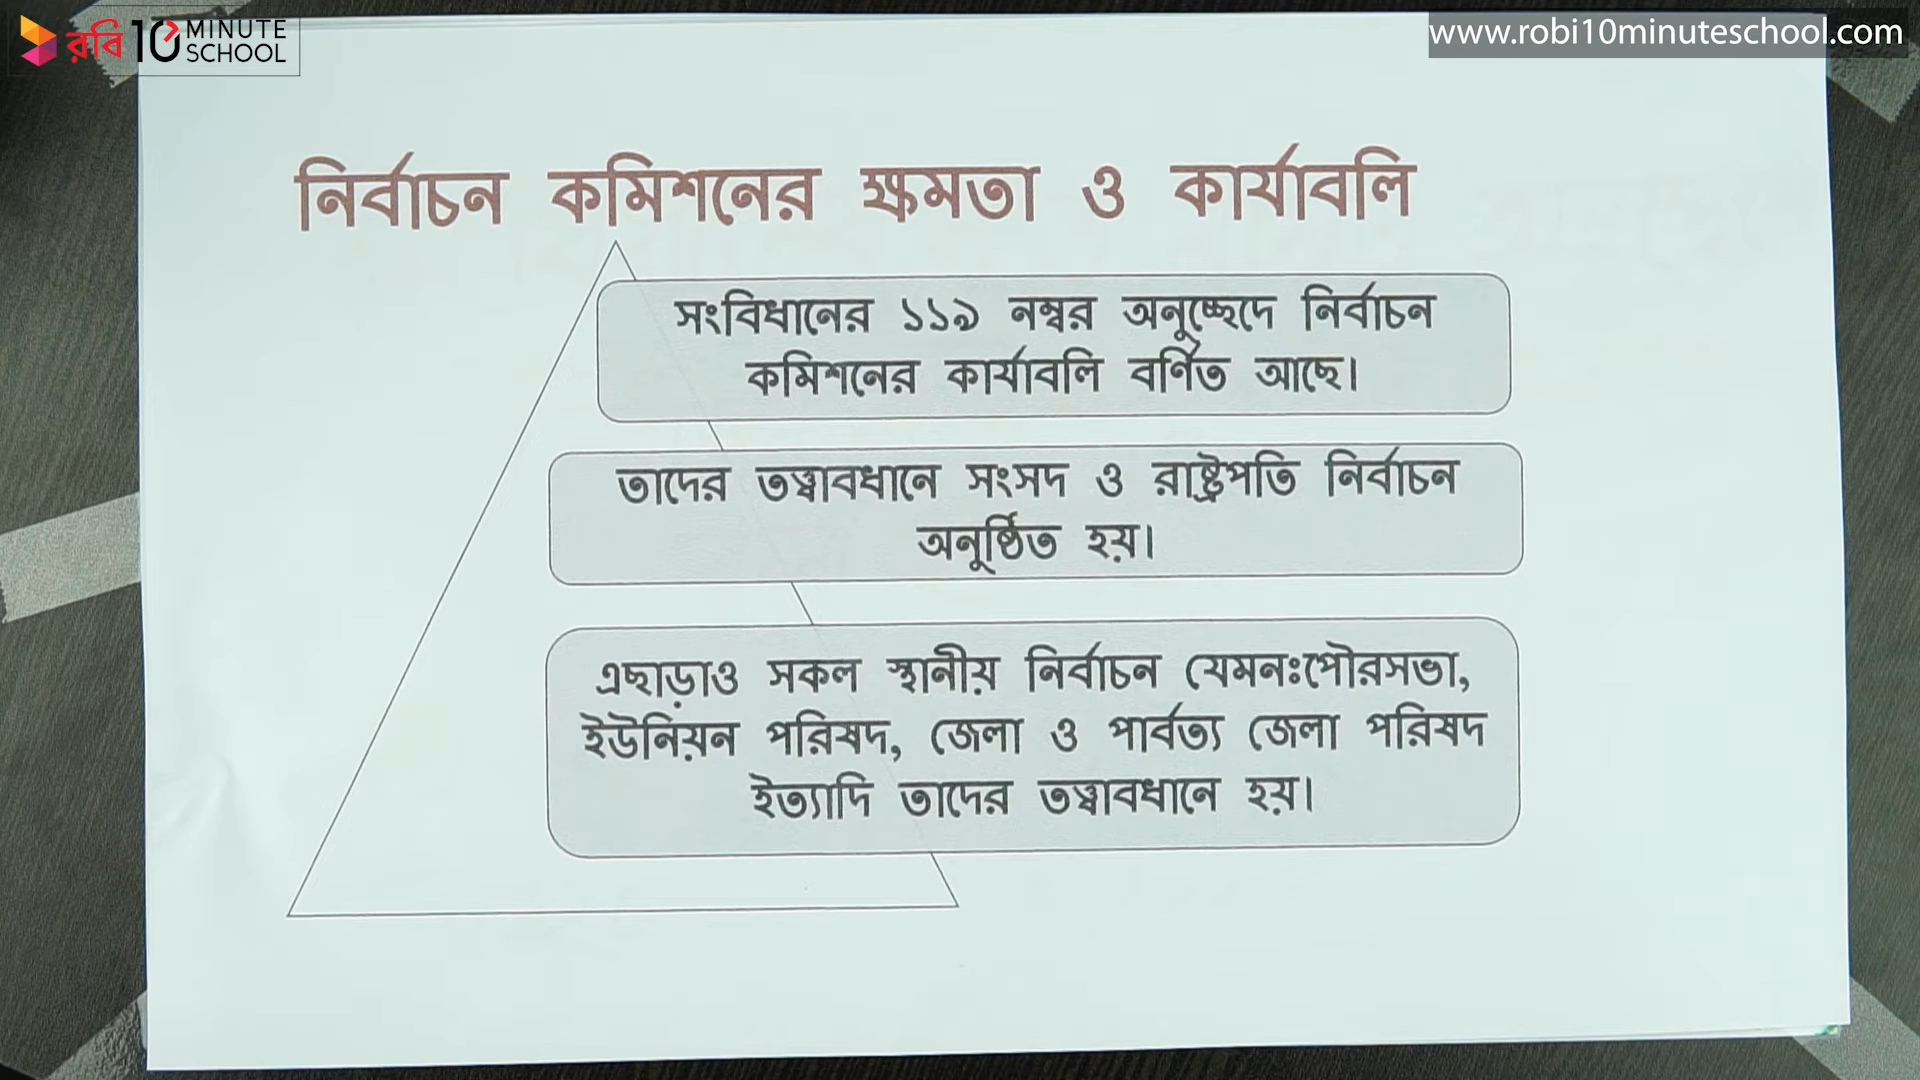 রবি 10 MINUTE SCHOOL
www.robi10minuteschool.com
নির্বাচন কমিশনের ক্ষমতা ও কার্যাবলি
সংবিধানের ১১৯ নম্বর অনুচ্ছেদে নির্বাচন
কমিশনের কার্যাবলি বর্ণিত আছে।
তাদের তত্ত্বাবধানে সংসদ ও রাষ্ট্রপতি নির্বাচন
অনুষ্ঠিত হয়।
এছাড়াও সকল স্থানীয় নির্বাচন যেমনঃপৌরসভা,
ইউনিয়ন পরিষদ, জেলা ও পার্বত্য জেলা পরিষদ
ইত্যাদি তাদের তত্ত্বাবধানে হয়।